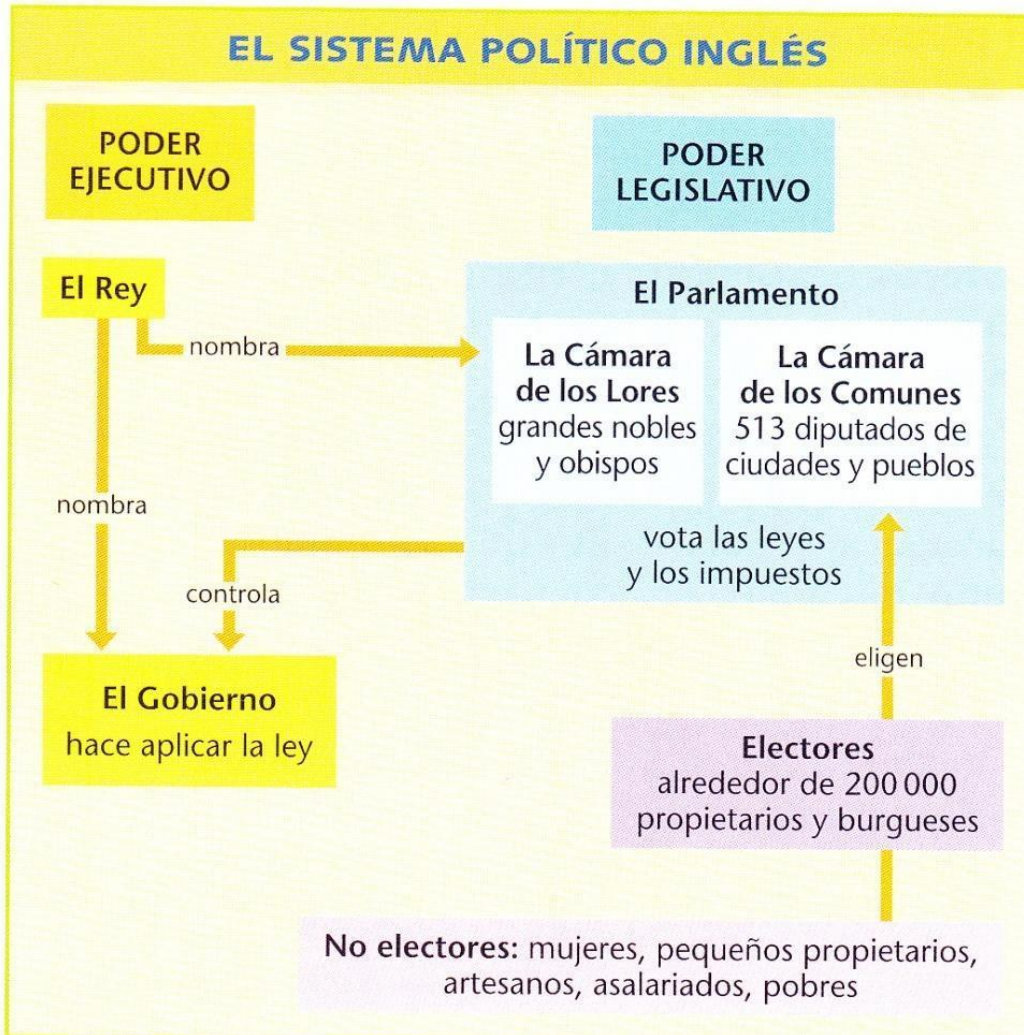 EL SISTEMA POLÍTICO INGLÉS
PODER
EJECUTIVO
PODER
LEGISLATIVO
El Rey
nombra
nombra
El Parlamento
La Cámara
de los Lores
grandes nobles
y obispos
La Cámara
de los Comunes
513 diputados de
ciudades y pueblos
vota las leyes
y los impuestos
controla
El Gobierno
hace aplicar la ley
eligen
Electores
alrededor de 200 000
propietarios y burgueses
No electores: mujeres, pequeños propietarios,
artesanos, asalariados, pobres